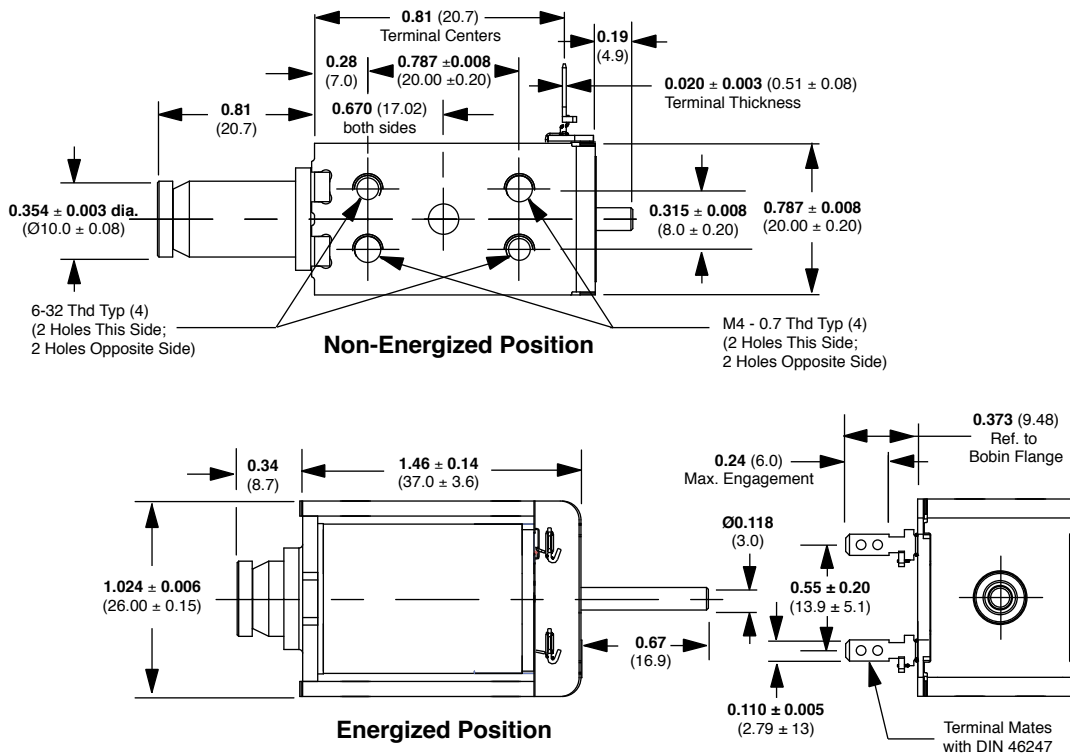 0.81 (20.7)
Terminal Centers
0.19
(4.9)
0.28
(7.0)
0.787 ±0.008
(20.00 ±0.20)
0.020 ± 0.003 (0.51 ± 0.08)
Terminal Thickness
0.81
(20.7)
0.670 (17.02)
both sides
0.354 ± 0.003 dia.
(Ø10.0 ± 0.08)
0.315 ± 0.008
(8.0 ± 0.20)
0.787 ± 0.008
(20.00 ± 0.20)
6-32 Thd Typ (4)
(2 Holes This Side;
2 Holes Opposite Side)
Non-Energized Position
M4 - 0.7 Thd Typ (4)
(2 Holes This Side;
2 Holes Opposite Side)
0.34
(8.7)
1.46 ± 0.14
(37.0 ± 3.6)
0.373 (9.48)
Ref. to
Bobin Flange
0.24 (6.0)
Max. Engagement
Ø0.118
(3.0)
1.024 ± 0.006
(26.00 ± 0.15)
0.55 ± 0.20
(13.9 ± 5.1)
0.67
(16.9)
0.110 ± 0.005
(2.79 ± 13)
Energized Position
Terminal Mates
with DIN 46247